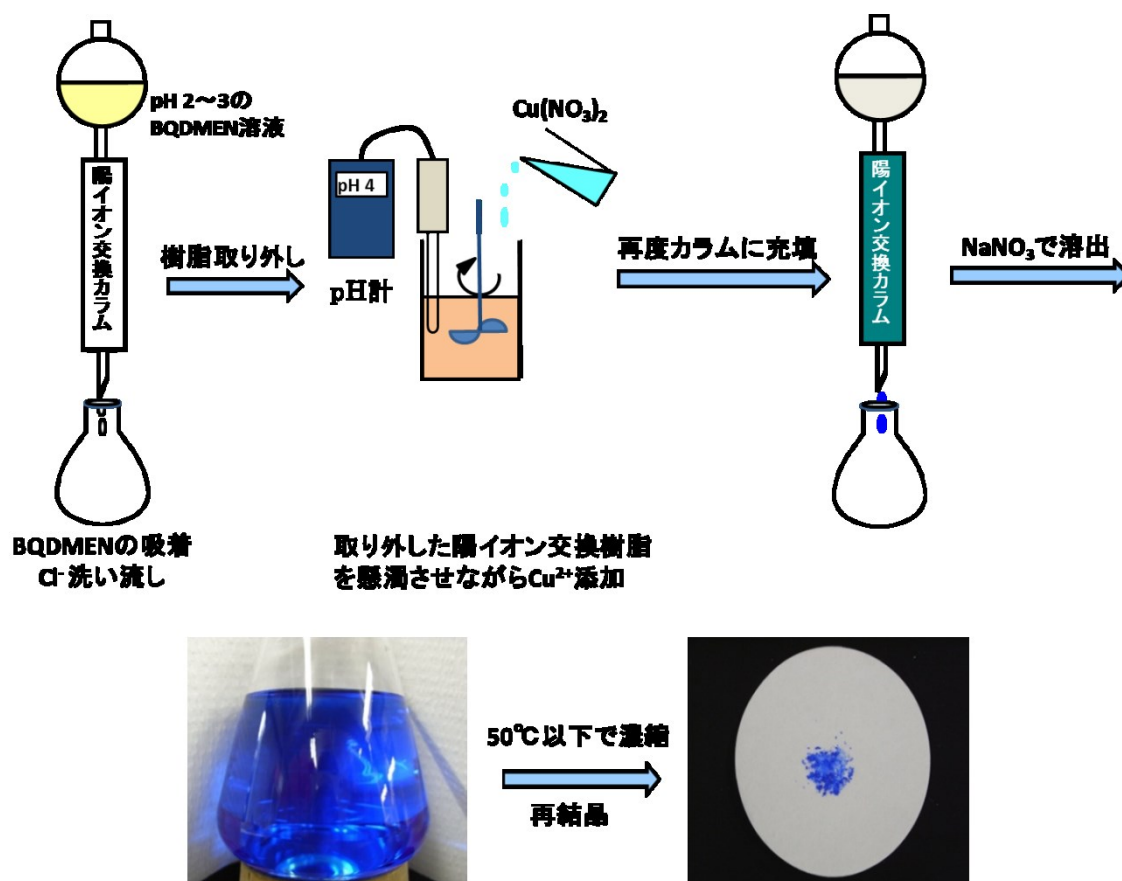 pH 2～3の
BQDMEN溶液
陽イオン交換カラム
BQDMENの吸着
Cl⁻ 洗い流し
樹脂取り外し
pH 4
pH計
Cu(NO₃)₂
取り外した陽イオン交換樹脂
を懸濁させながらCu²⁺添加
再度カラムに充填
陽イオン交換カラム
NaNO₃で溶出
50℃以下で濃縮
再結晶